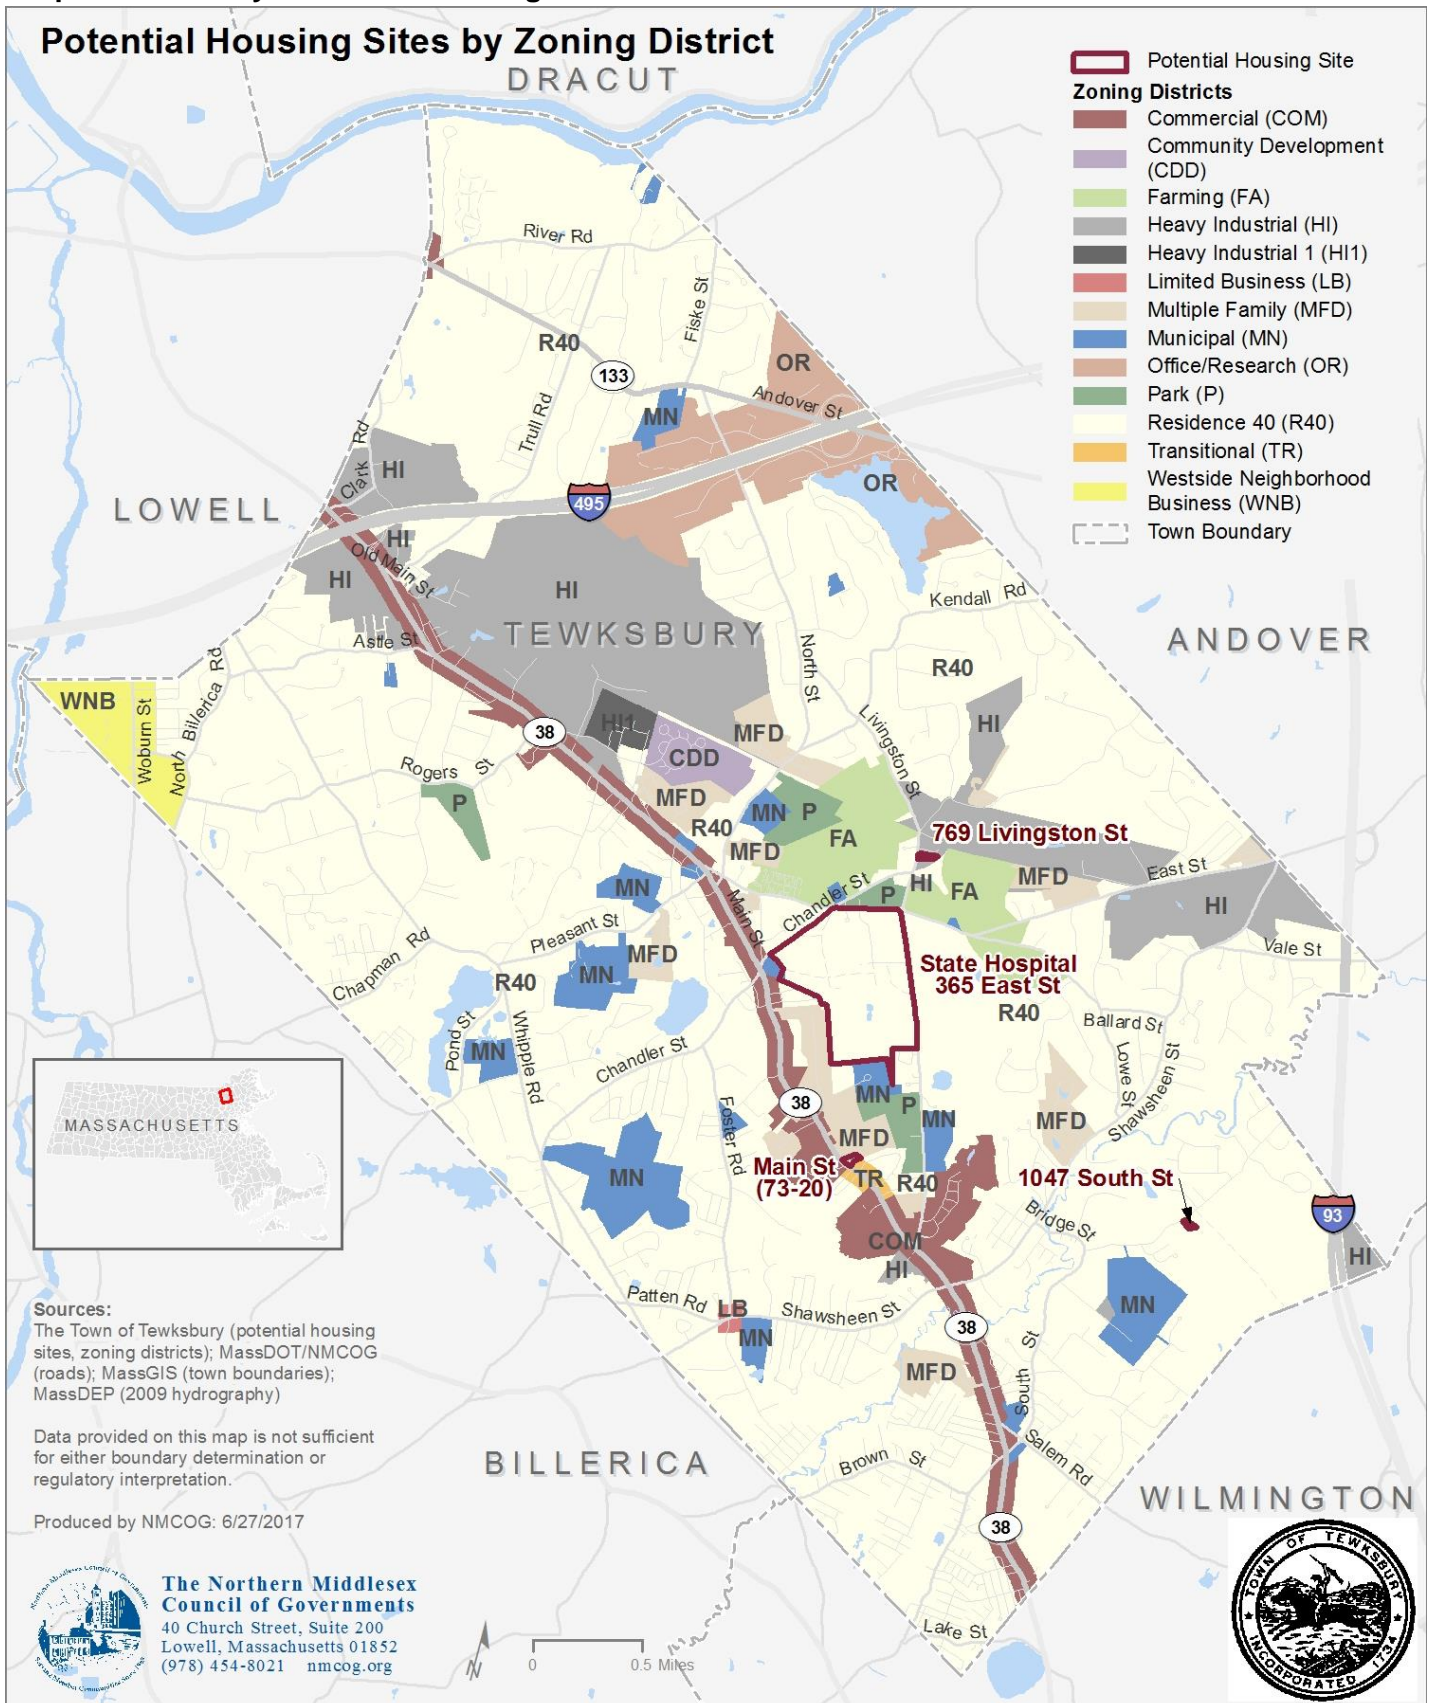 Potential Housing Sites by Zoning District
DRACUT
Potential Housing Site
Zoning Districts
Commercial (COM)
Community Development
(CDD)
Farming (FA)
Heavy Industrial (HI)
Heavy Industrial 1 (HI1)
Limited Business (LB)
Multiple Family (MFD)
Municipal (MN)
Office/Research (OR)
Park (P)
Residence 40 (R40)
Transitional (TR)
Westside Neighborhood
Business (WNB)
Town Boundary
River Rd
Fiske St
R40
133
OR
Andover St
MN
Trull Rd
Clark Rd
HI
LOWELL
495
OR
HI
Old Main St
HI
HI
Kendall Rd
TEWKSBURY
ANDOVER
Astle St
North St
R40
WNB
Woburn St
North Billerica Rd
38
HI1
MFD
Livingston St
HI
CDD
Rogers St
P
MFD
MN
P
R40
769 Livingston St
FA
MFD
East St
MN
Chandler St
HI
FA
MFD
P
HI
Main St
Pleasant St
MFD
Vale St
Chapman Rd
MN
State Hospital
365 East St
R40
R40
Ballard St
Pond St
Whipple Rd
MN
Chandler St
Lowe St
Shawsheen St
MASSACHUSETTS
38
MN
P
MN
Foster Rd
MFD
MFD
Main St
(73-20)
TR
R40
MN
1047 South St
Bridge St
93
COM
HI
HI
Patten Rd
LB
Shawsheen St
MN
MN
38
Sources:
The Town of Tewksbury (potential housing
sites, zoning districts); MassDOT/NMCOG
(roads); MassGIS (town boundaries);
MassDEP (2009 hydrography)
MFD
South St
Data provided on this map is not sufficient
for either boundary determination or
regulatory interpretation.
BILLERICA
Brown St
Salem Rd
WILMINGTON
Produced by NMCOG: 6/27/2017
38
The Northern Middlesex
Council of Governments
40 Church Street, Suite 200
Lowell, Massachusetts 01852
(978) 454-8021 nmcog.org
N
0 0.5 Miles
Lake St
TOWN OF TEWKSBURY
INCORPORATED 1734